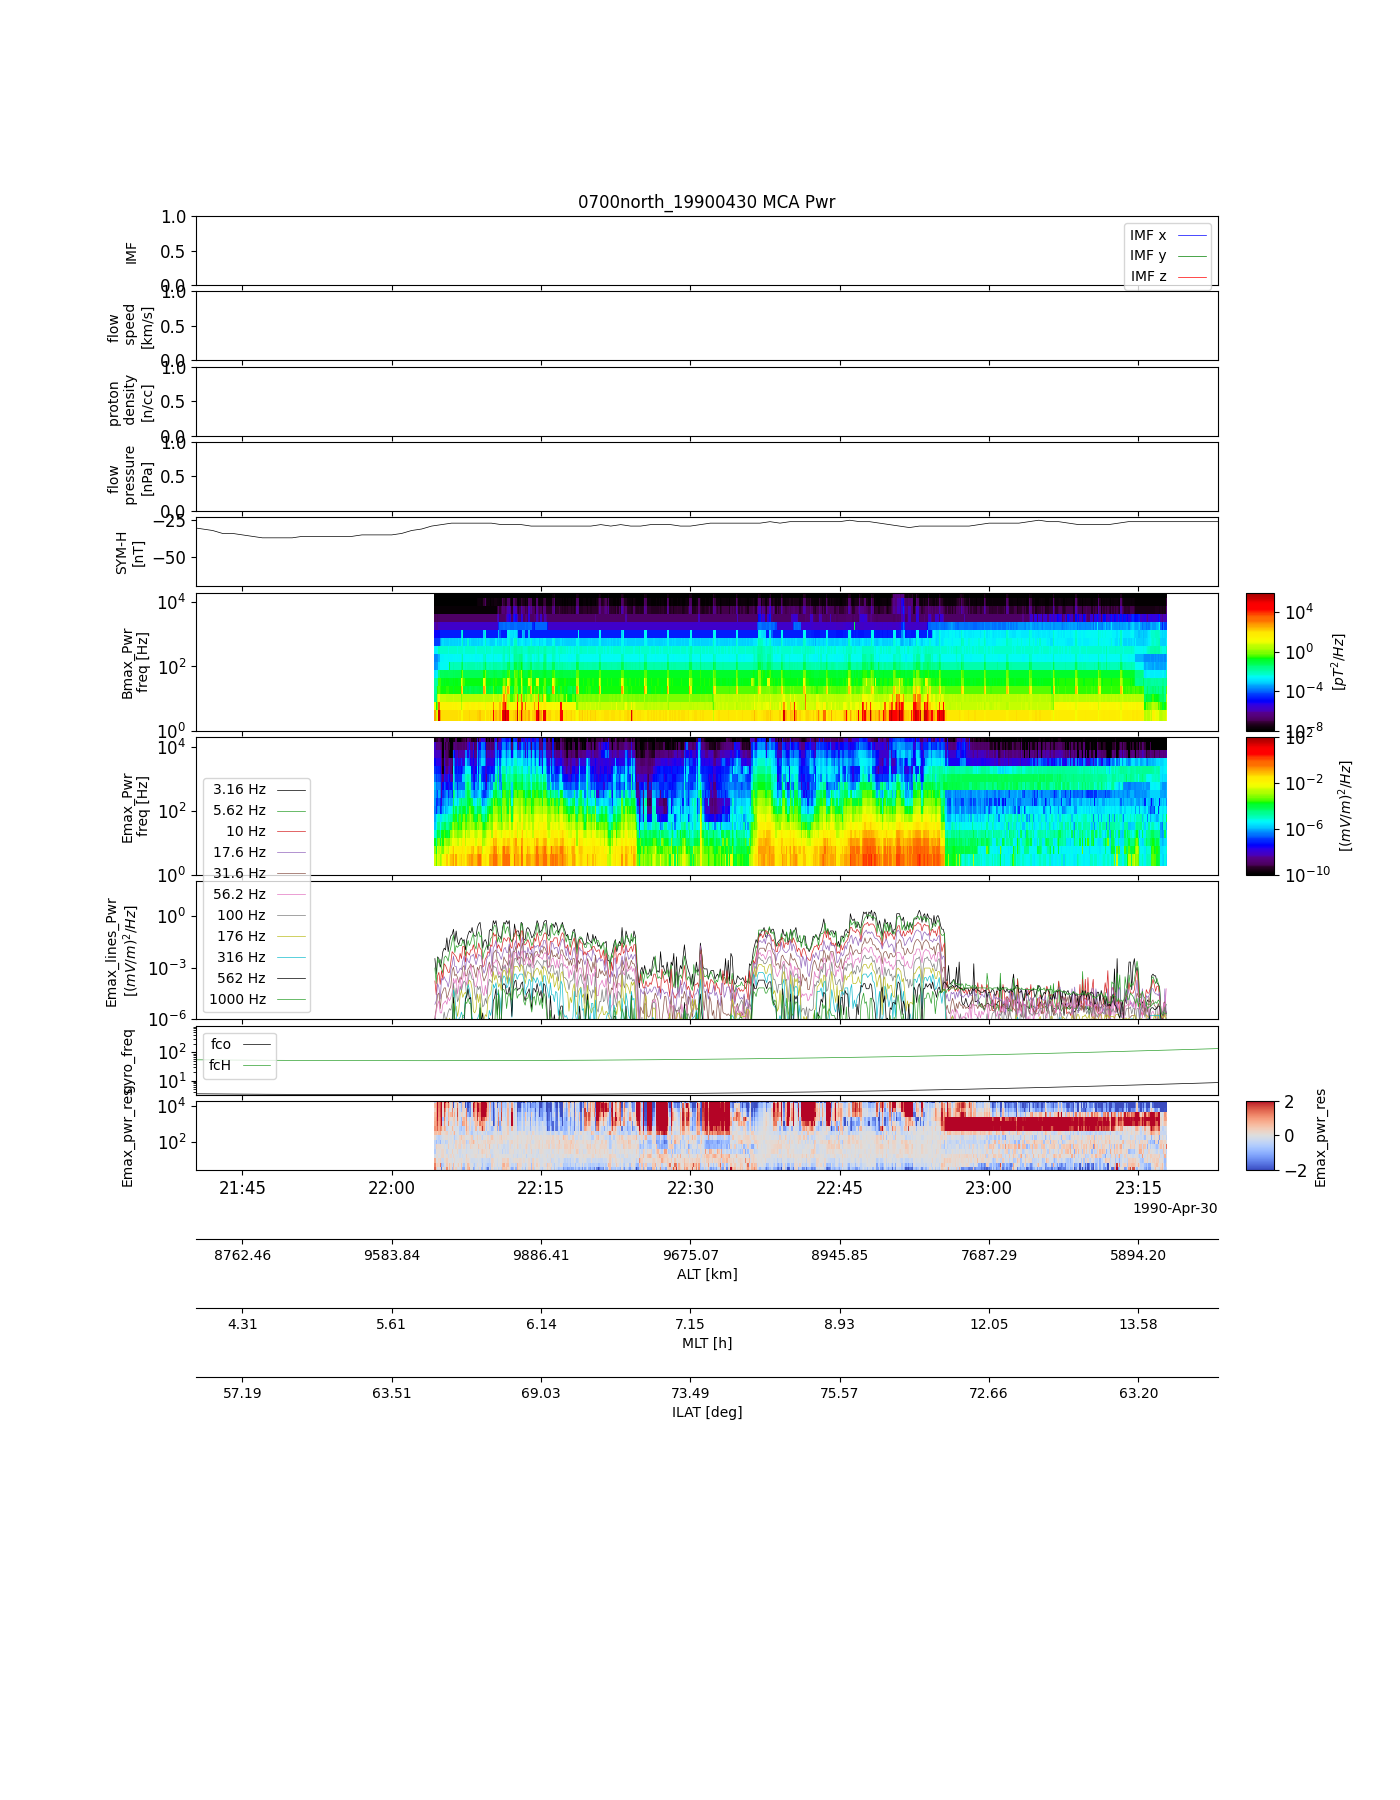 0700north_19900430 MCA Pwr
1.0
0.5
0.0
IMF
IMF x
IMF y
IMF z
1.0
0.5
0.0
flow
speed
[km/s]
1.0
0.5
0.0
proton
density
[n/cc]
1.0
0.5
0.0
flow
pressure
[nPa]
−25
−50
SYM-H
[nT]
10^4
10^2
10^0
Bmax_Pwr
freq [Hz]
10^4
10^0
10^-4
10^-8
[pT^2/Hz]
10^4
10^2
10^0
Emax_Pwr
freq [Hz]
10^2
10^-2
10^-6
10^-10
[(mV/m)^2/Hz]
3.16 Hz
5.62 Hz
10 Hz
17.6 Hz
31.6 Hz
56.2 Hz
100 Hz
176 Hz
316 Hz
562 Hz
1000 Hz
10^0
10^-3
10^-6
Emax_lines_Pwr
[(mV/m)^2/Hz]
10^2
10^1
gyro_freq
fco
fcH
10^4
10^2
Emax_pwr_res
2
0
−2
Emax_pwr_res
21:45 22:00 22:15 22:30 22:45 23:00 23:15
1990-Apr-30
8762.46 9583.84 9886.41 9675.07 8945.85 7687.29 5894.20
ALT [km]
4.31 5.61 6.14 7.15 8.93 12.05 13.58
MLT [h]
57.19 63.51 69.03 73.49 75.57 72.66 63.20
ILAT [deg]